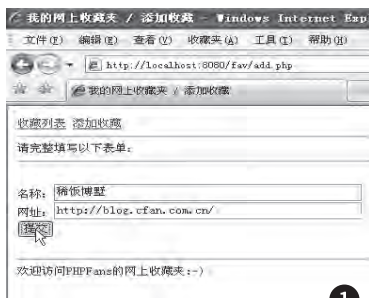 我的网上收藏夹 / 添加收藏 - Windows Internet Exp
文件(F) 编辑(E) 查看(V) 收藏夹(A) 工具(T) 帮助(H)
http://localhost:8080/fav/add.php
我的网上收藏夹 / 添加收藏
收藏列表 添加收藏
请完整填写以下表单:
名称: 稀饭博墅
网址: http://blog.cfan.com.cn/
提交
欢迎访问PHPFans的网上收藏夹:-)
1